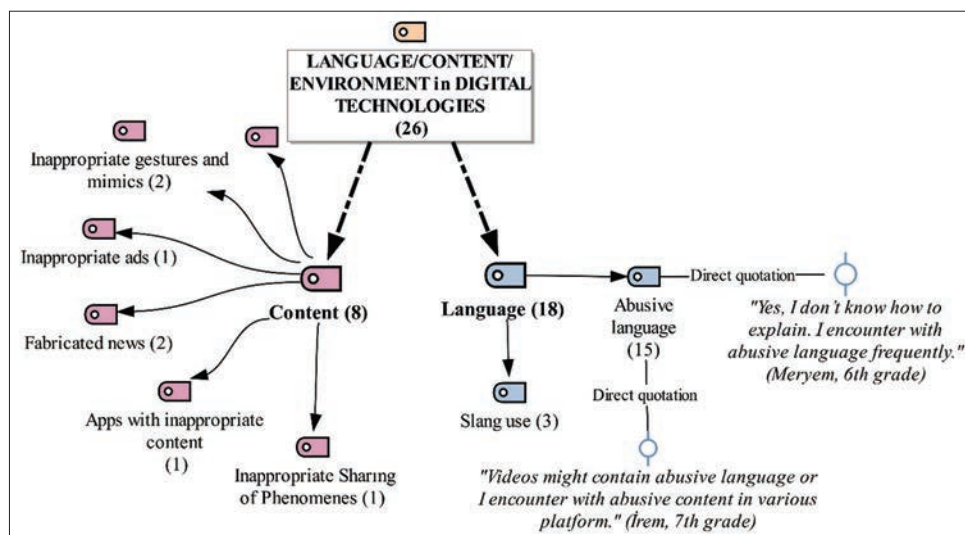 LANGUAGE/CONTENT/
ENVIRONMENT in DIGITAL
TECHNOLOGIES
(26)
Inappropriate gestures and
mimics (2)
Inappropriate ads (1)
Fabricated news (2)
Apps with inappropriate
content
(1)
Inappropriate Sharing
of Phenomenes (1)
Content (8)
Language (18)
Slang use (3)
Abusive
language
(15)
Direct quotation
"Yes, I don't know how to
explain. I encounter with
abusive language frequently."
(Meryem, 6th grade)
Direct quotation
"Videos might contain abusive language or
I encounter with abusive content in various
platform." (İrem, 7th grade)